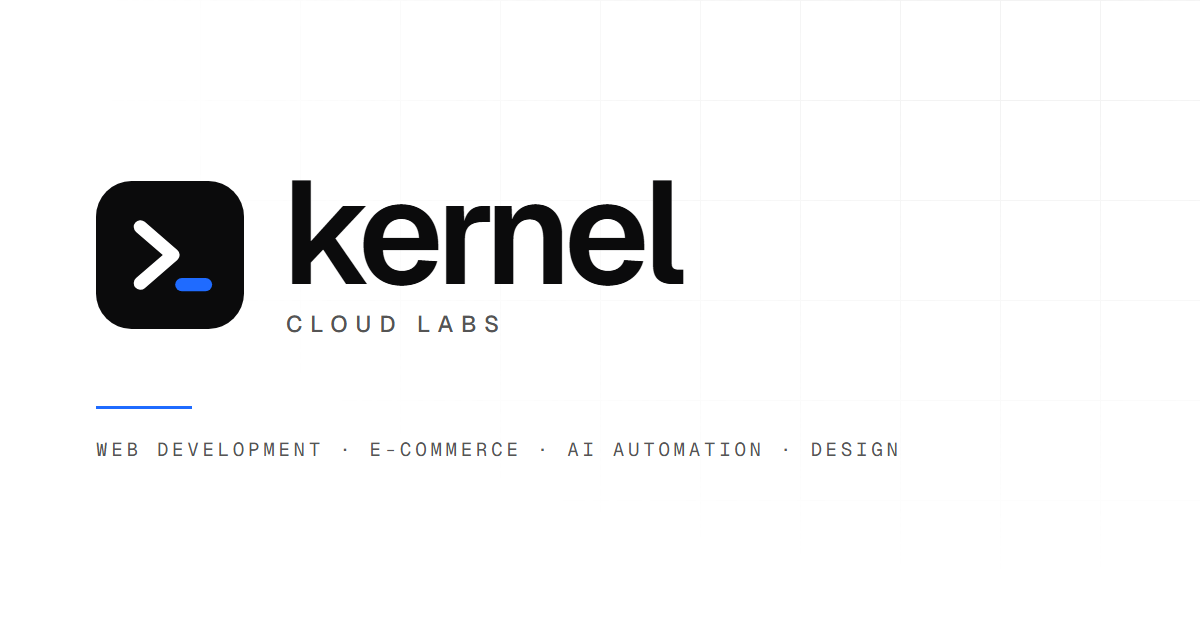 kernel
CLOUD LABS
WEB DEVELOPMENT · E-COMMERCE · AI AUTOMATION · DESIGN